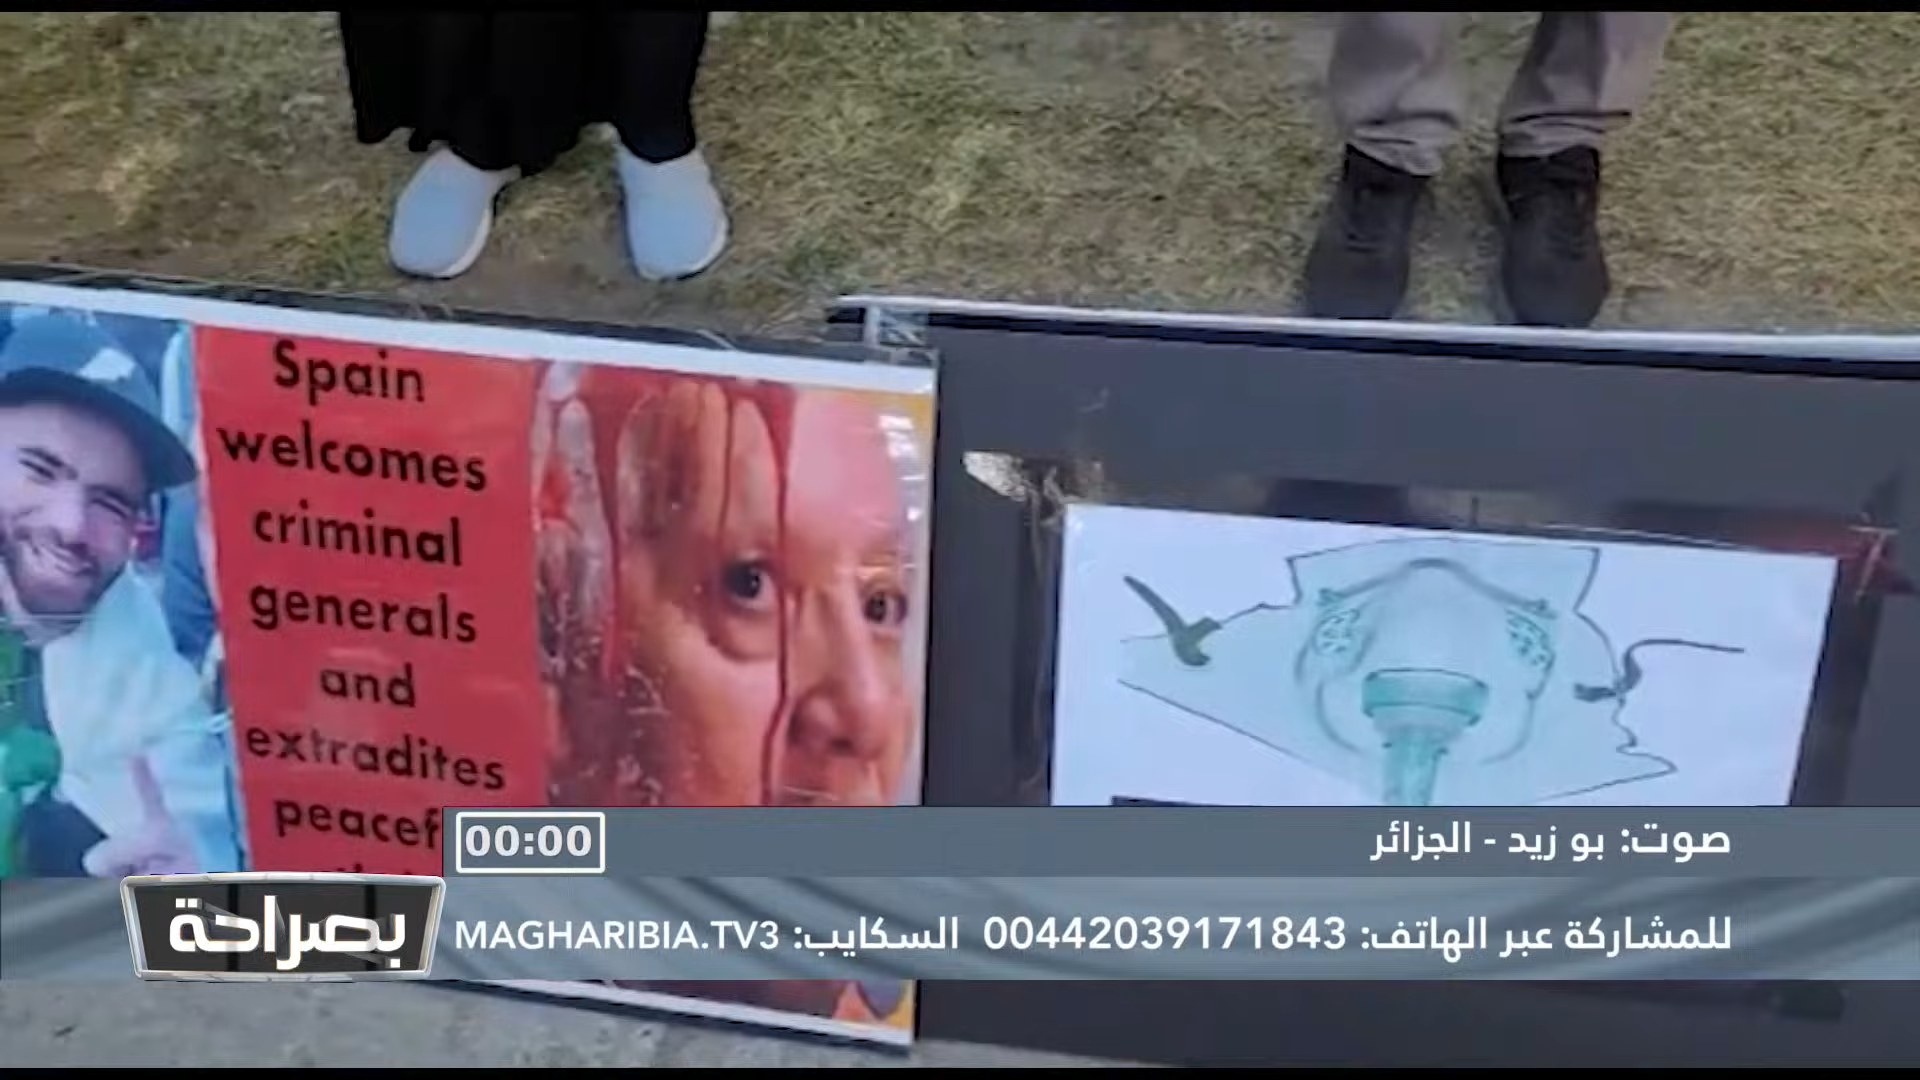 Spain
welcomes
criminal
generals
and
extradites
peacef
00:00
صوت: بو زيد - الجزائر
بصراحة
للمشاركة عبر الهاتف: 00442039171843 السكايب: MAGHARIBIA.TV3